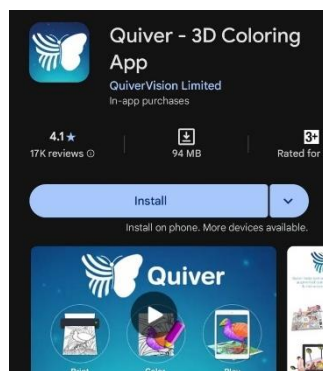 Quiver - 3D Coloring
App
QuiverVision Limited
In-app purchases
4.1★
17K reviews
94 MB
3+
Rated for
Install
Install on phone. More devices available.
Quiver
Print
Color
Play